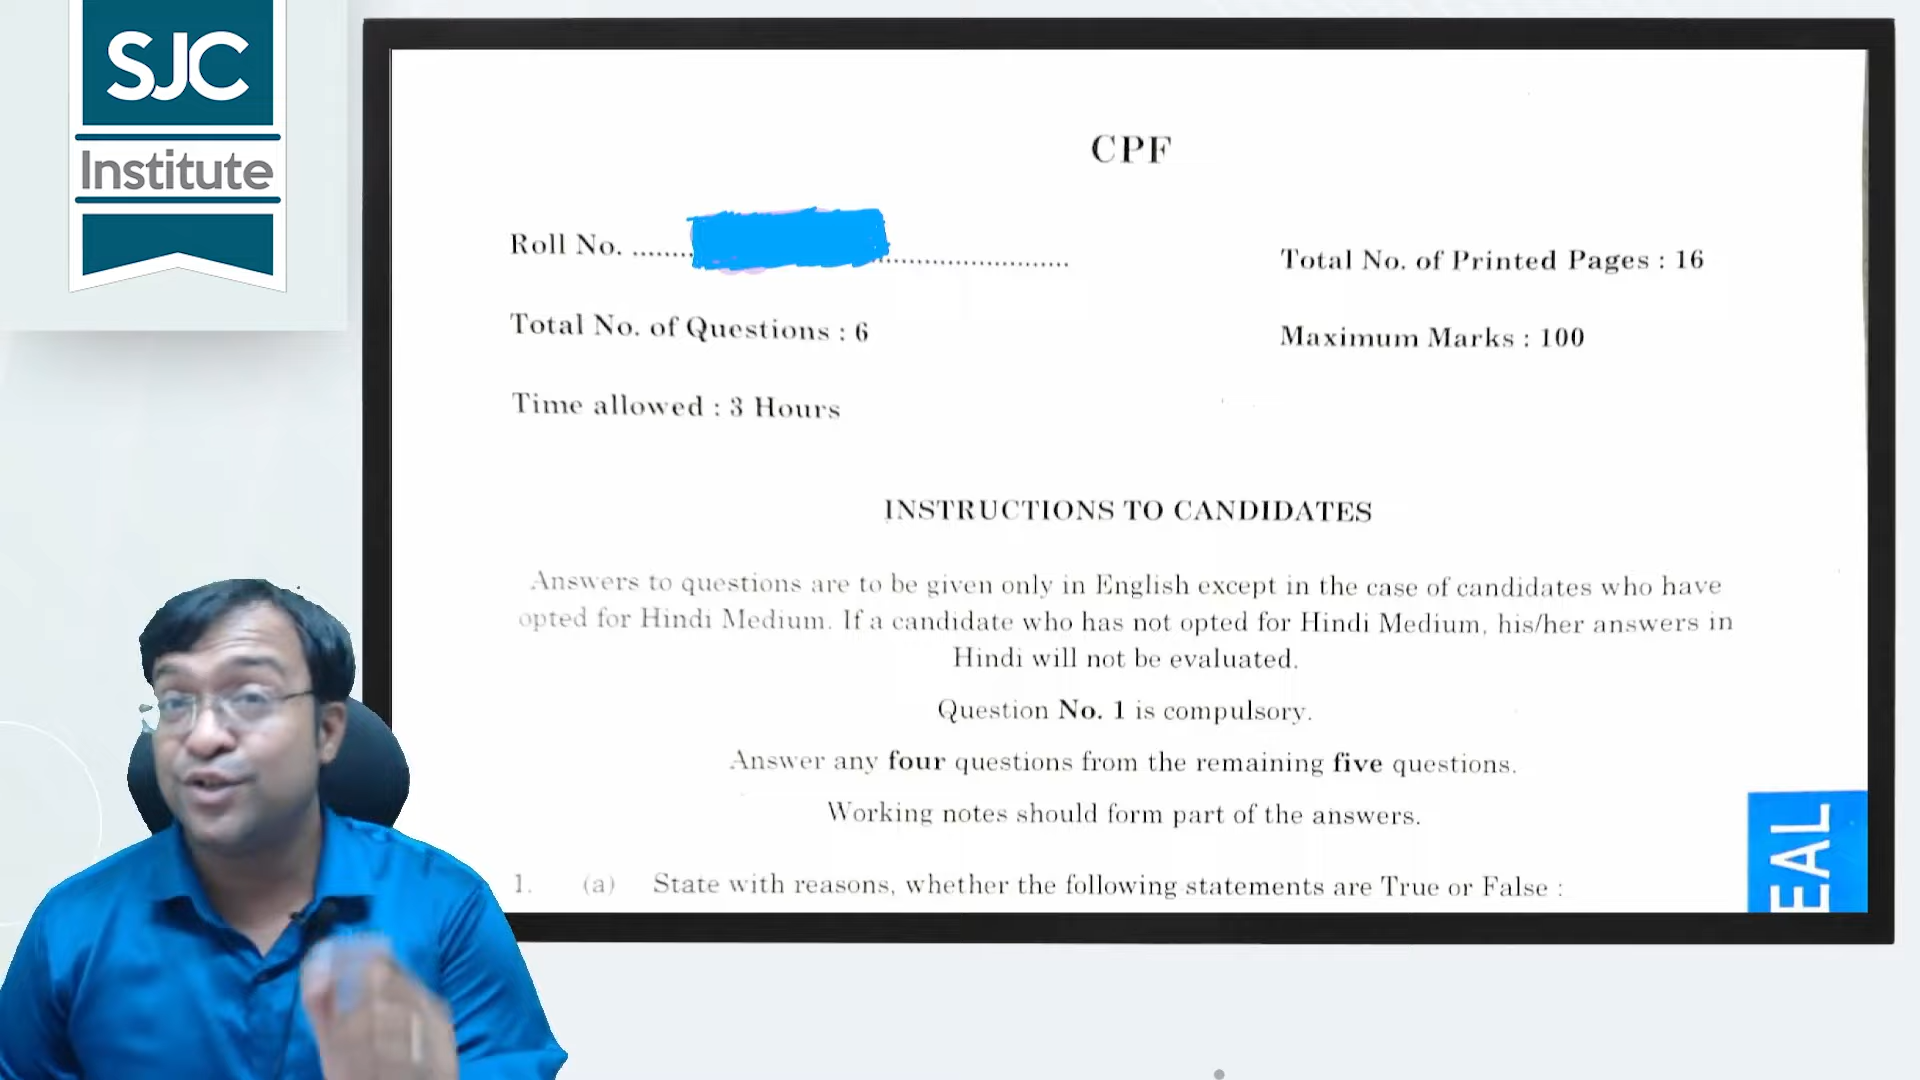 SJC
Institute
CPF
Roll No. ...............................
Total No. of Printed Pages : 16
Total No. of Questions : 6
Maximum Marks : 100
Time allowed : 3 Hours
INSTRUCTIONS TO CANDIDATES
Answers to questions are to be given only in English except in the case of candidates who have
opted for Hindi Medium. If a candidate who has not opted for Hindi Medium, his/her answers in
Hindi will not be evaluated.
Question No. 1 is compulsory.
Answer any four questions from the remaining five questions.
Working notes should form part of the answers.
1. (a) State with reasons, whether the following statements are True or False :
EAL